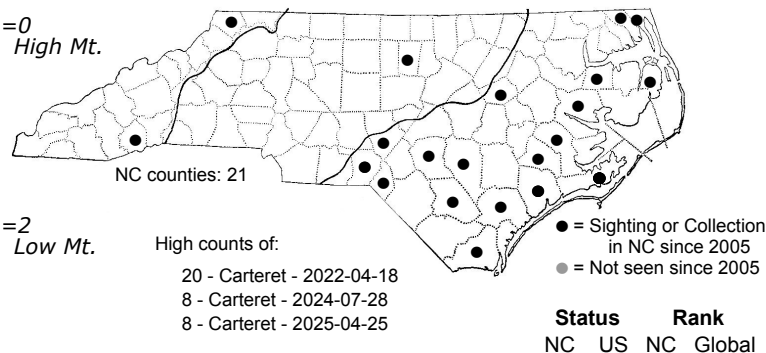 =0
High Mt.
NC counties: 21
=2
Low Mt.
High counts of:
20 - Carteret - 2022-04-18
8 - Carteret - 2024-07-28
8 - Carteret - 2025-04-25
● = Sighting or Collection
in NC since 2005
● = Not seen since 2005
Status Rank
NC US NC Global